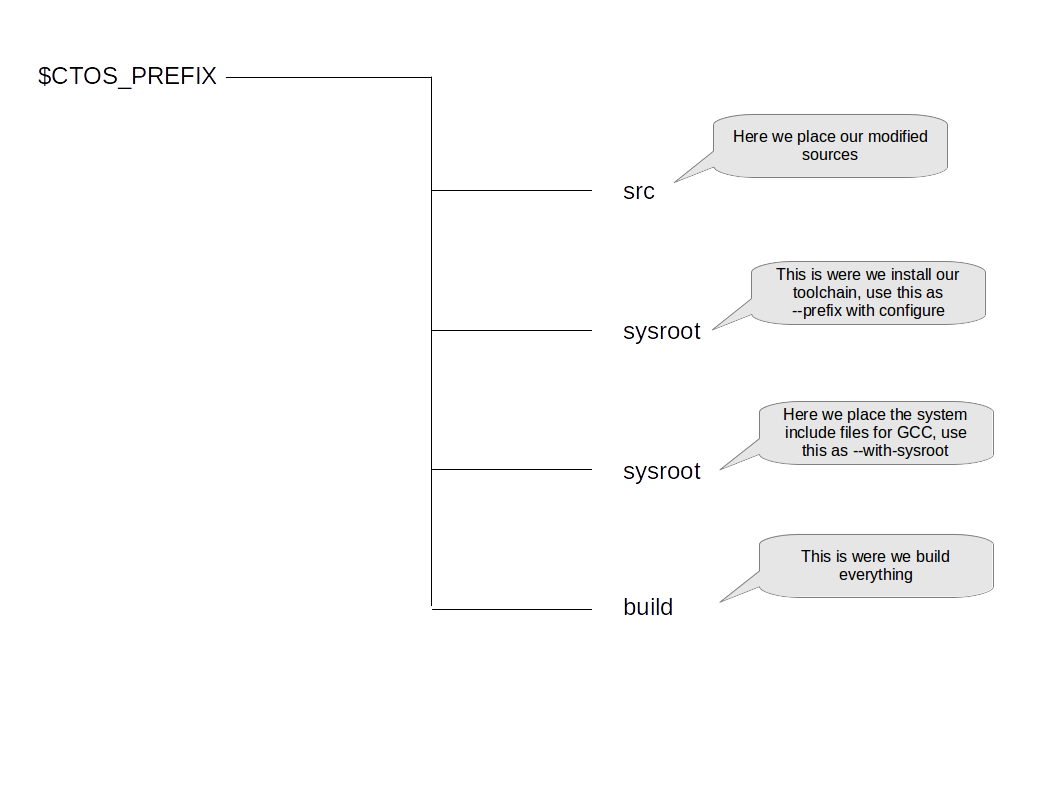 $CTOS_PREFIX
Here we place our modified
sources
src
This is were we install our
toolchain, use this as
--prefix with configure
sysroot
Here we place the system
include files for GCC, use
this as --with-sysroot
sysroot
This is were we build
everything
build